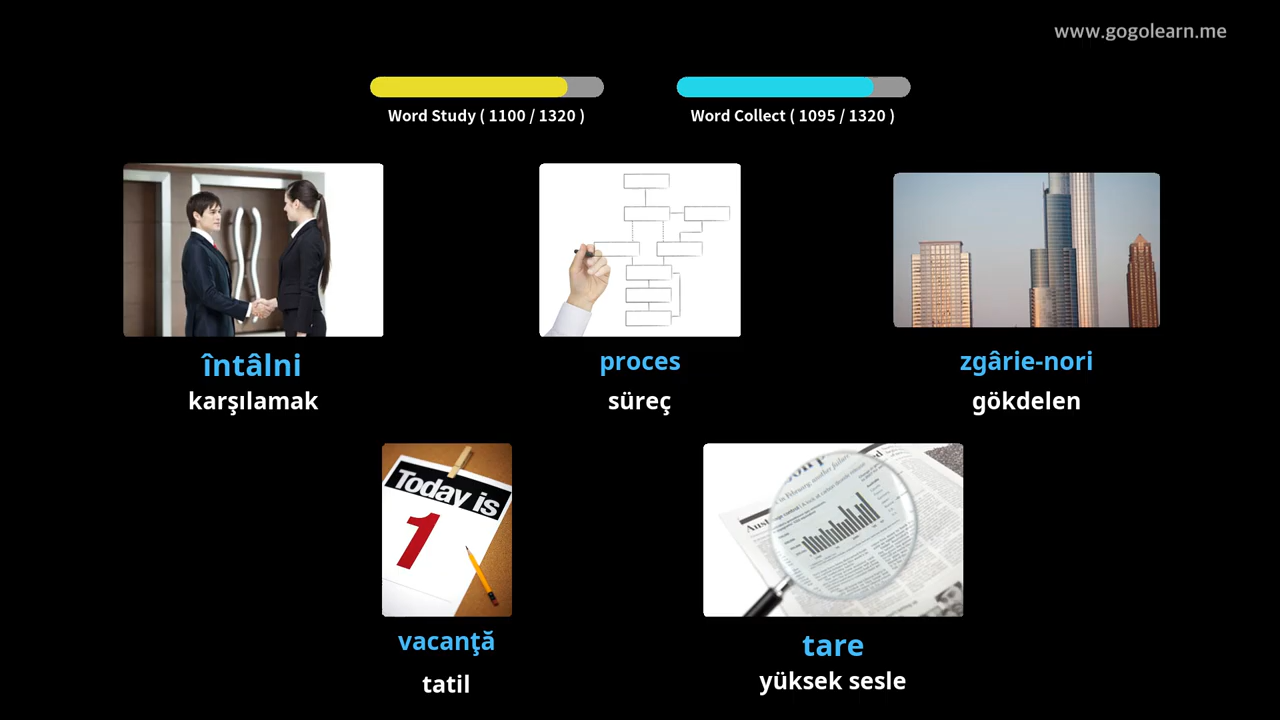 www.gogolearn.me
Word Study ( 1100 / 1320 )
Word Collect ( 1095 / 1320 )
întâlni
karşılamak
proces
süreç
zgârie-nori
gökdelen
Today is
1
vacanţă
tatil
tare
yüksek sesle